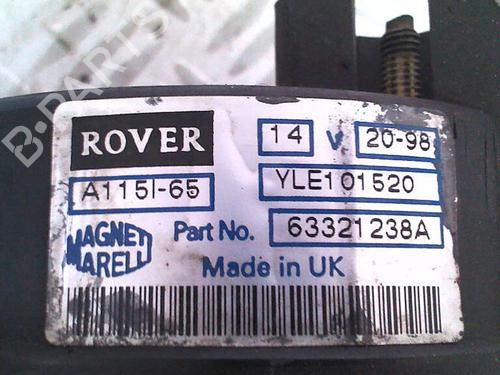 B-PARTS
ROVER 14 V 20-98
A115I-65 YLE101520
MAGNETI MARELLI
Part No. 63321238A
Made in UK